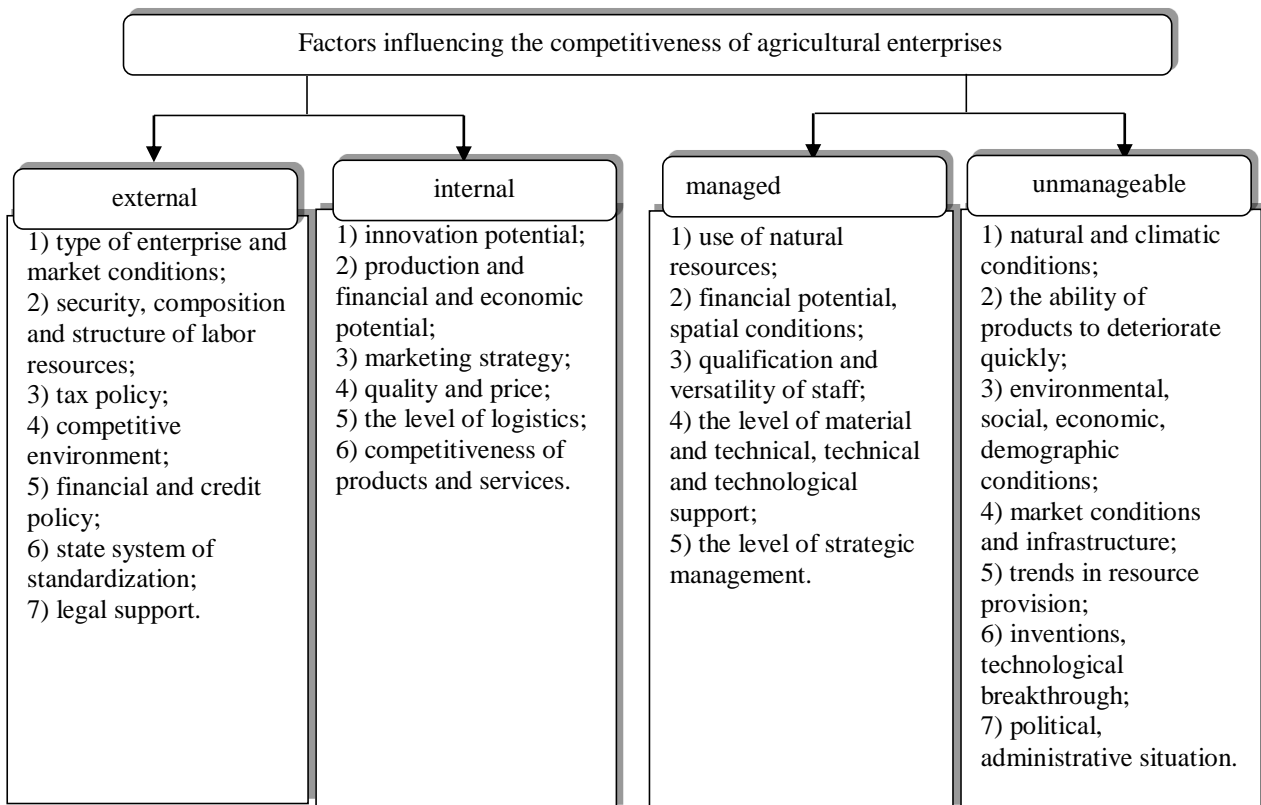 Factors influencing the competitiveness of agricultural enterprises
external
1) type of enterprise and
market conditions;
2) security, composition
and structure of labor
resources;
3) tax policy;
4) competitive
environment;
5) financial and credit
policy;
6) state system of
standardization;
7) legal support.
internal
1) innovation potential;
2) production and
financial and economic
potential;
3) marketing strategy;
4) quality and price;
5) the level of logistics;
6) competitiveness of
products and services.
managed
1) use of natural
resources;
2) financial potential,
spatial conditions;
3) qualification and
versatility of staff;
4) the level of material
and technical, technical
and technological
support;
5) the level of strategic
management.
unmanageable
1) natural and climatic
conditions;
2) the ability of
products to deteriorate
quickly;
3) environmental,
social, economic,
demographic
conditions;
4) market conditions
and infrastructure;
5) trends in resource
provision;
6) inventions,
technological
breakthrough;
7) political,
administrative situation.